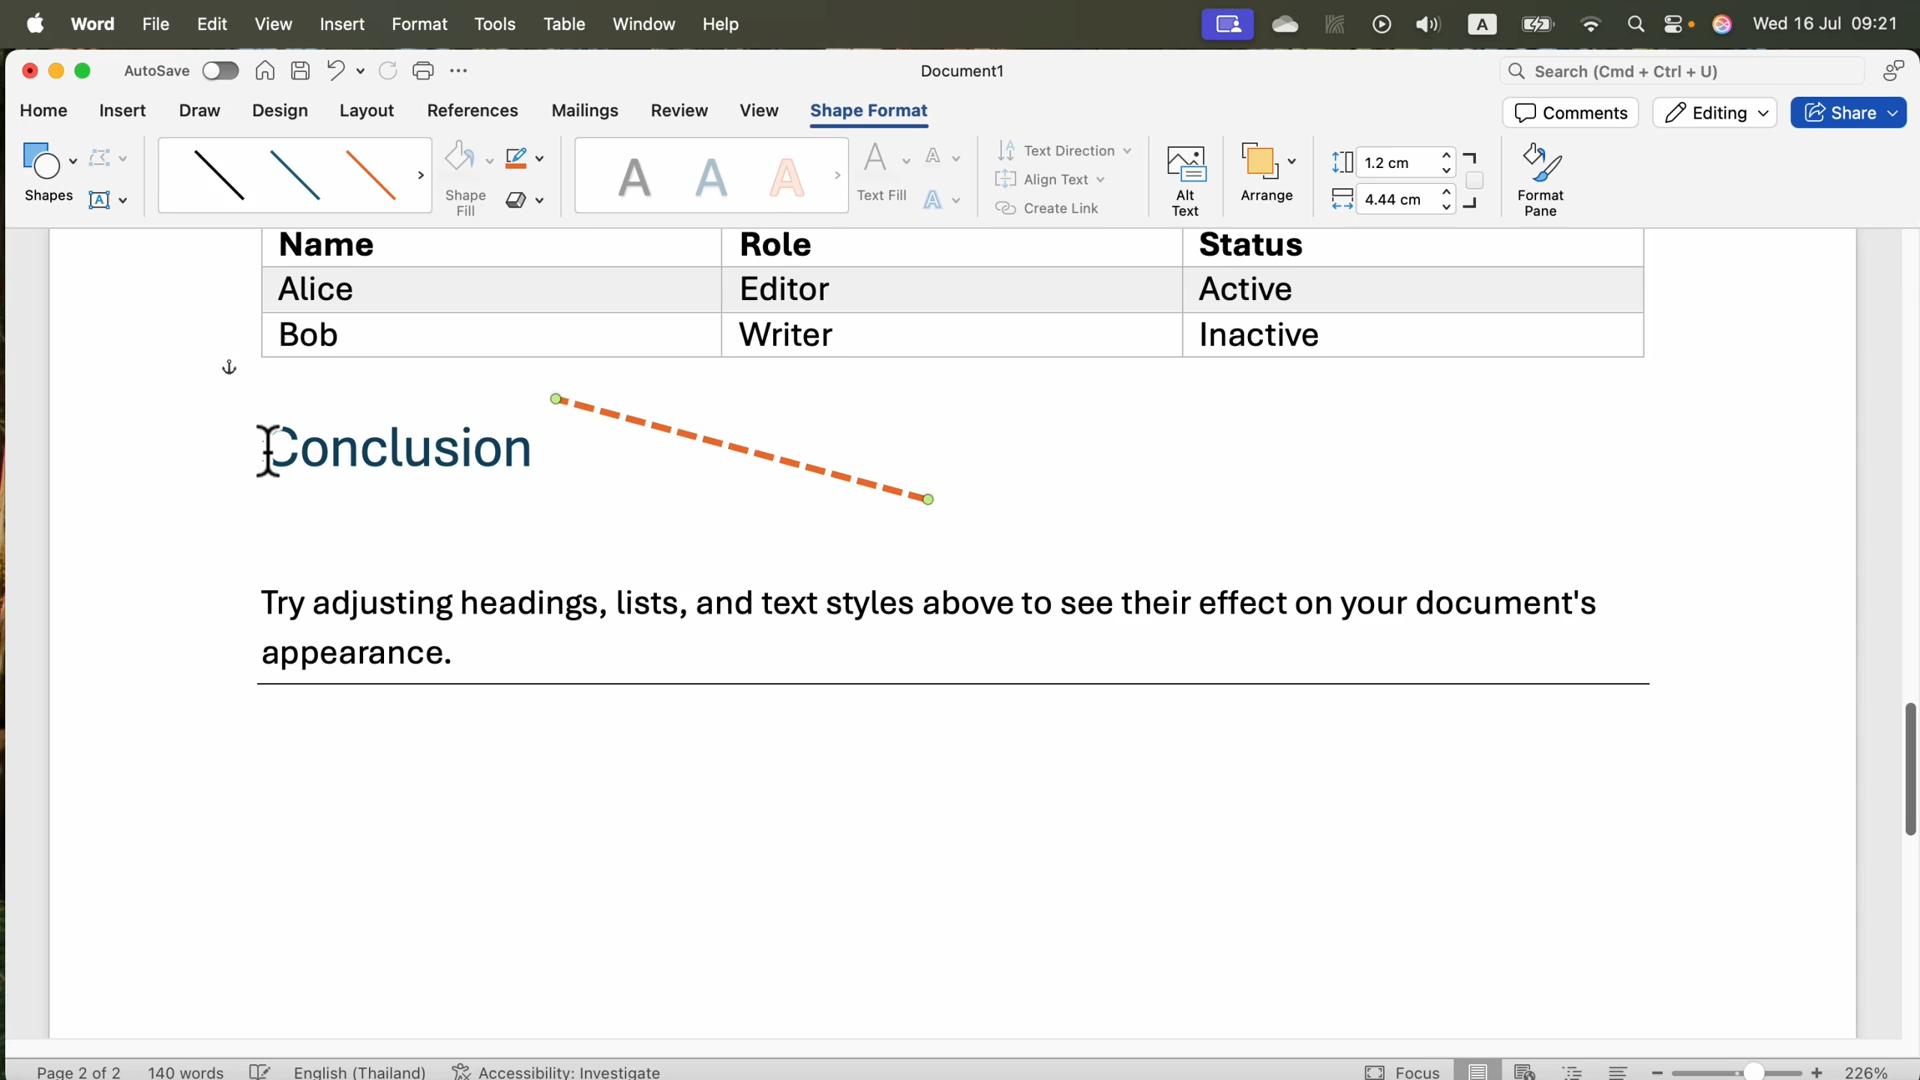 Word File Edit View Insert Format Tools Table Window Help A Wed 16 Jul 09:21
AutoSave Document1 Search (Cmd + Ctrl + U)
Home Insert Draw Design Layout References Mailings Review View Shape Format Comments Editing Share
Shapes
A
Shape
Fill
A A A
A A
Text Fill A
Text Direction
Align Text
Create Link
Alt
Text
Arrange
1.2 cm
4.44 cm
Format
Pane
Name Role Status
Alice Editor Active
Bob Writer Inactive
Conclusion
Try adjusting headings, lists, and text styles above to see their effect on your document's
appearance.
Page 2 of 2 140 words English (Thailand) Accessibility: Investigate Focus 226%